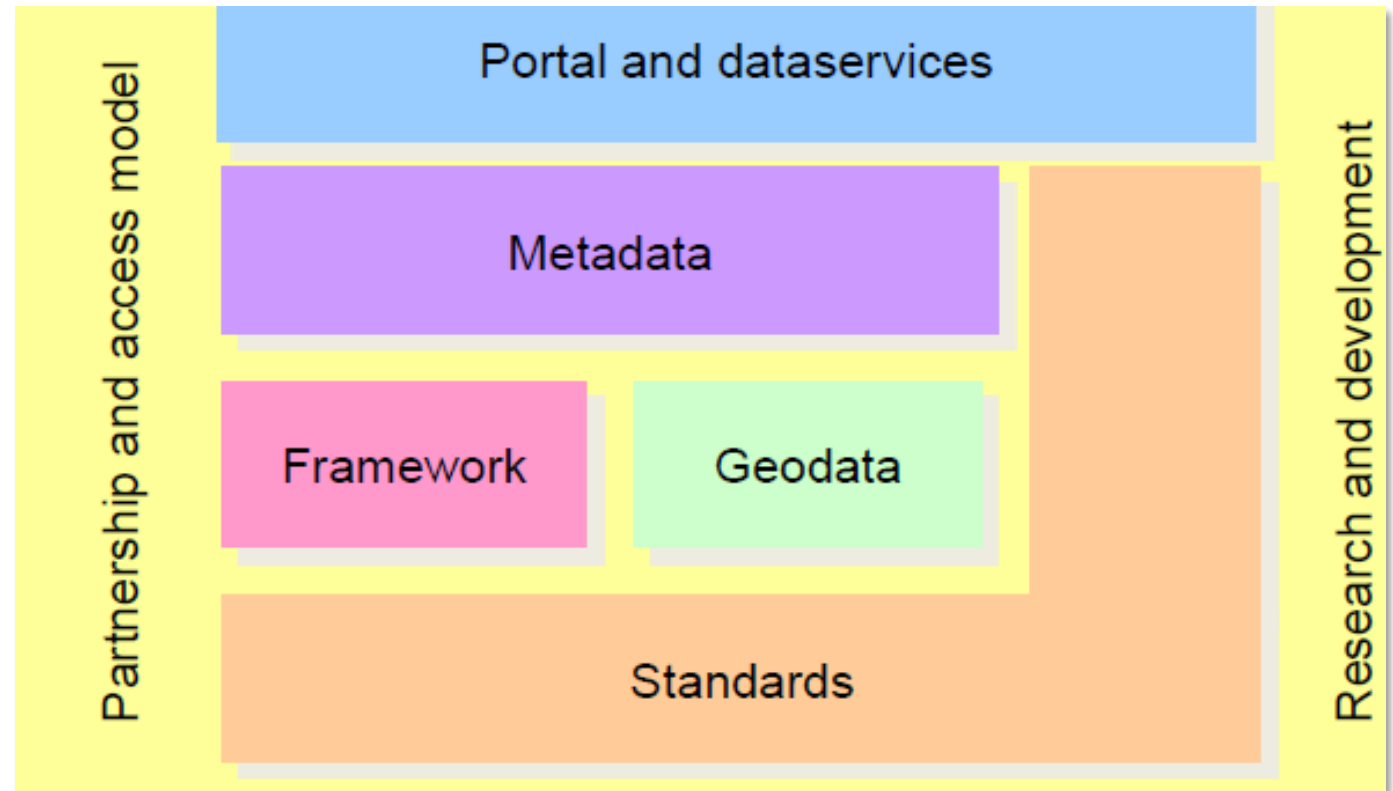 Portal and dataservices
Partnership and access model
Metadata
Research and development
Framework
Geodata
Standards